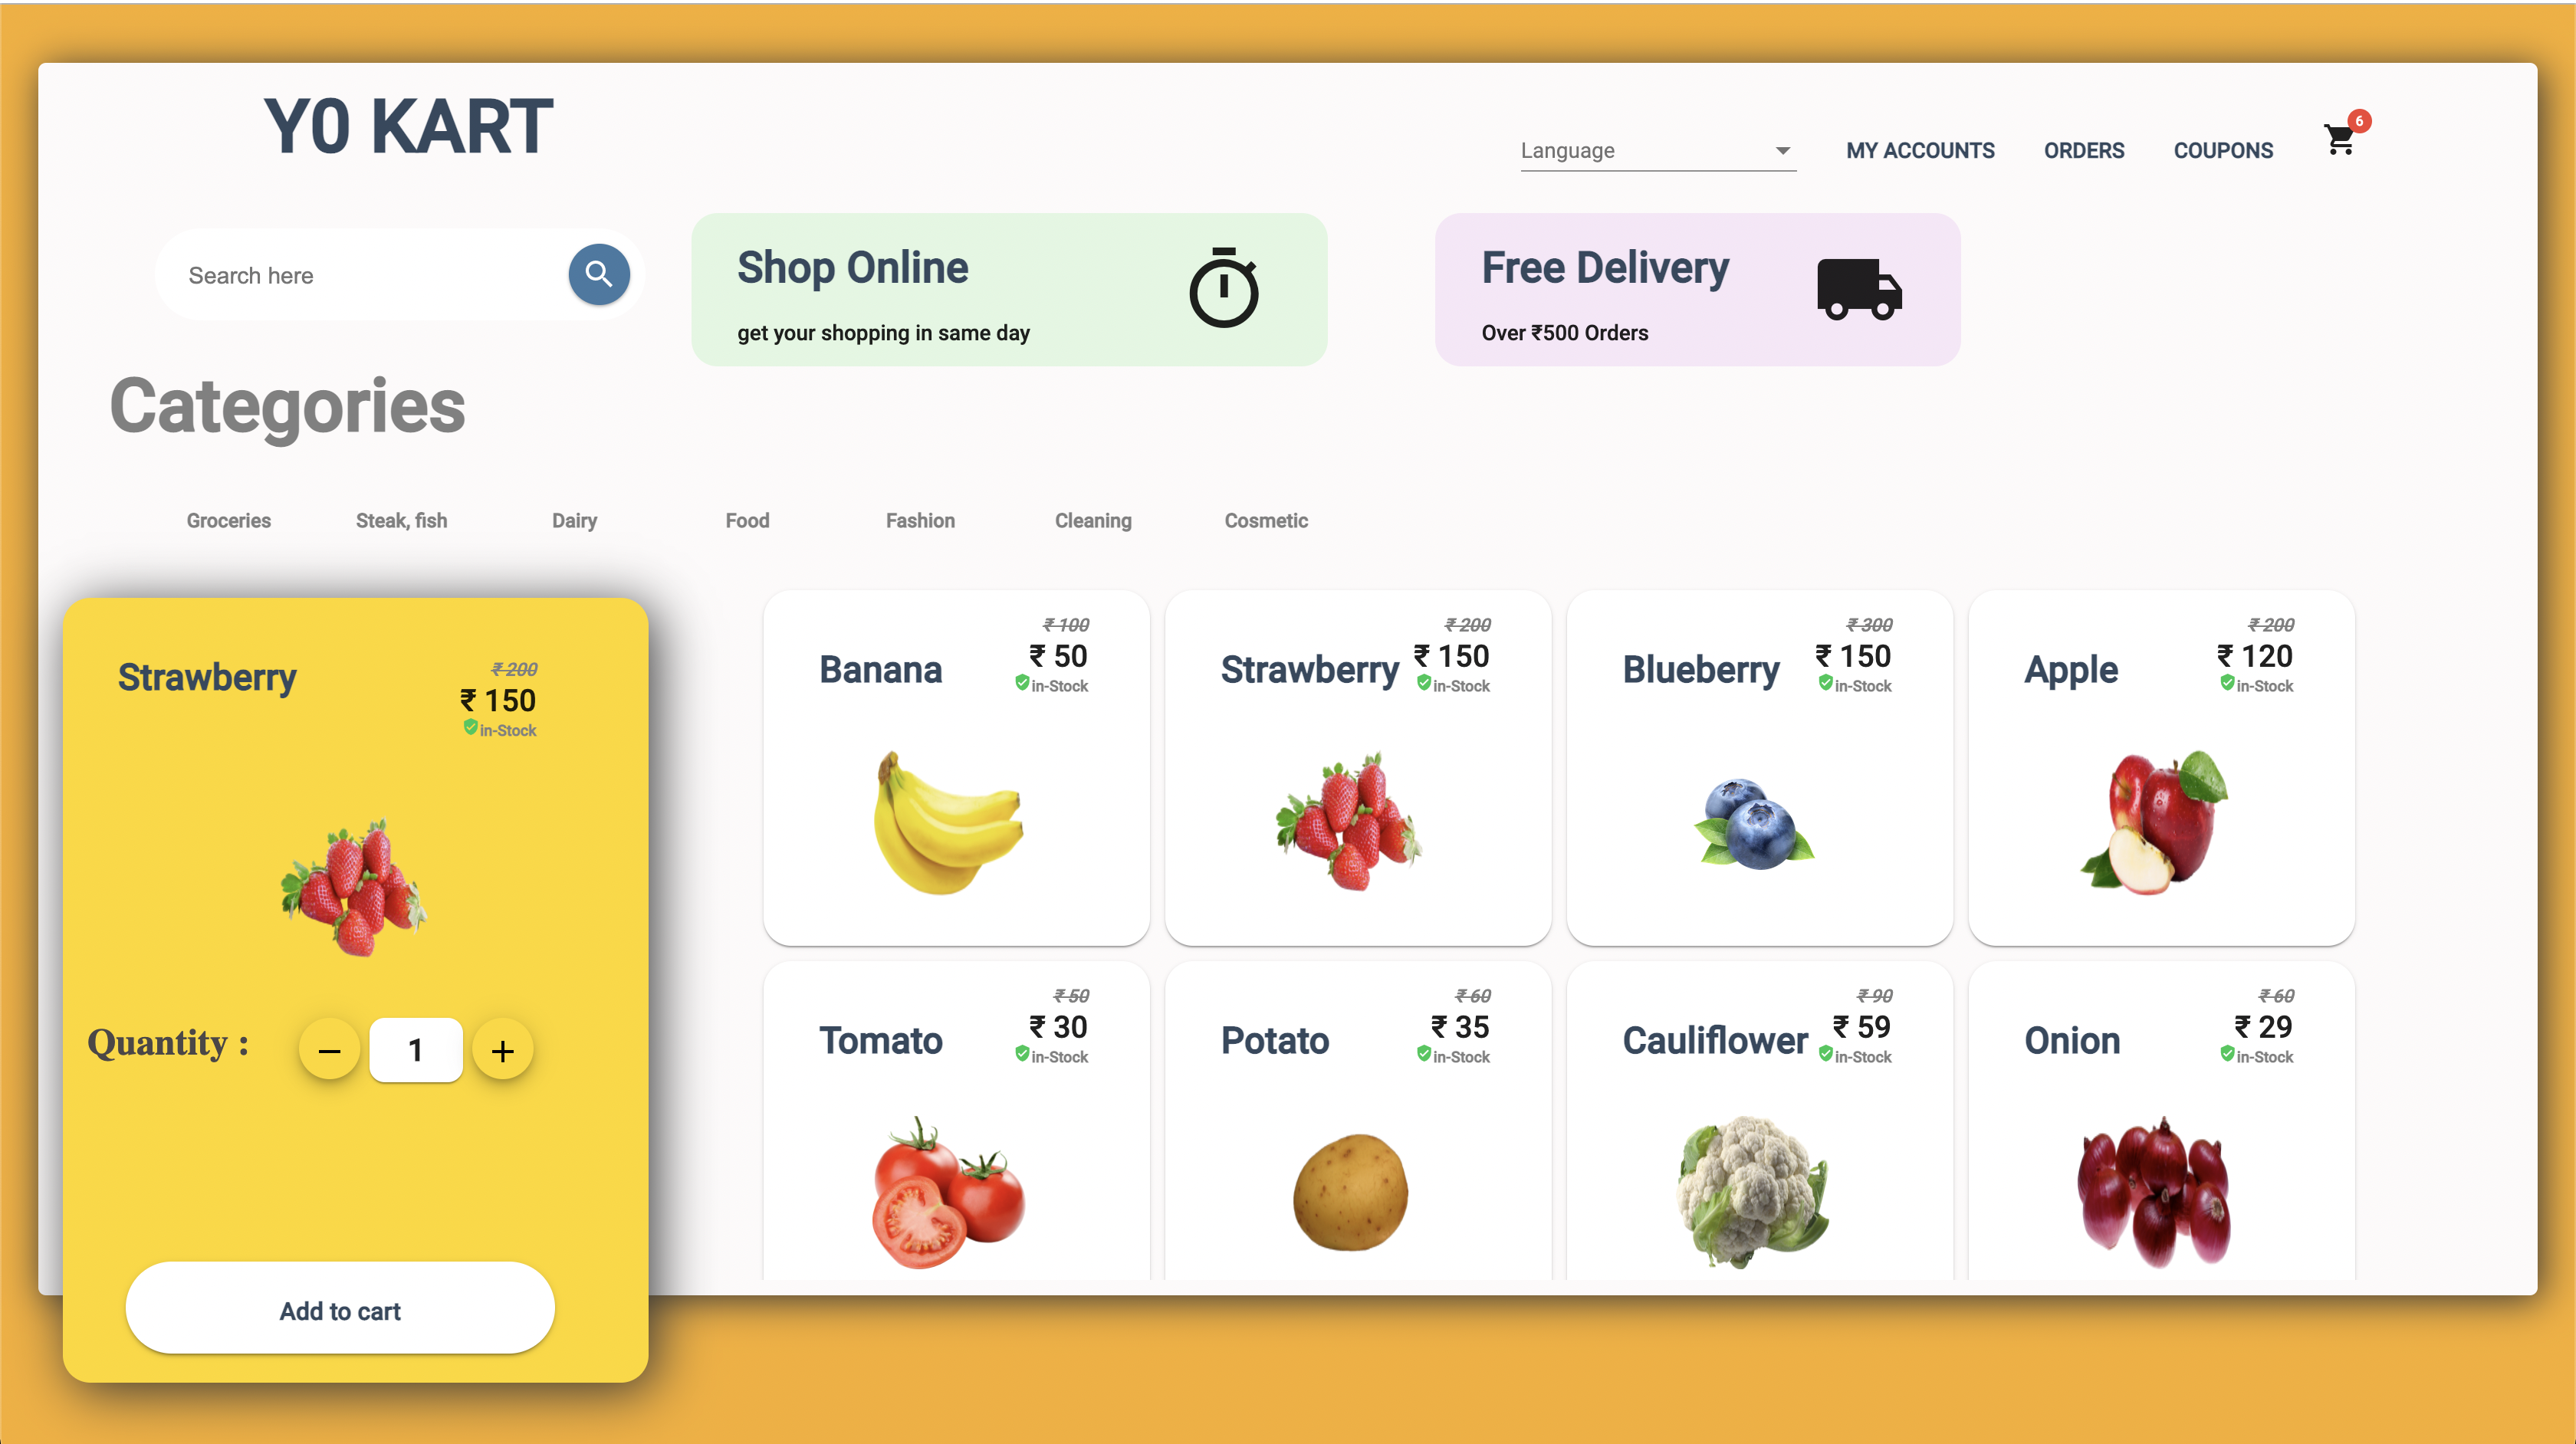 Y0 KART
Language
MY ACCOUNTS
ORDERS
COUPONS
6
Search here
Shop Online
get your shopping in same day
Free Delivery
Over ₹500 Orders
Categories
Groceries
Steak, fish
Dairy
Food
Fashion
Cleaning
Cosmetic
Strawberry
₹ 200
₹ 150
in-Stock
Quantity :
−
1
+
Add to cart
Banana
₹ 100
₹ 50
in-Stock
Strawberry
₹ 200
₹ 150
in-Stock
Blueberry
₹ 300
₹ 150
in-Stock
Apple
₹ 200
₹ 120
in-Stock
Tomato
₹ 50
₹ 30
in-Stock
Potato
₹ 60
₹ 35
in-Stock
Cauliflower
₹ 90
₹ 59
in-Stock
Onion
₹ 60
₹ 29
in-Stock